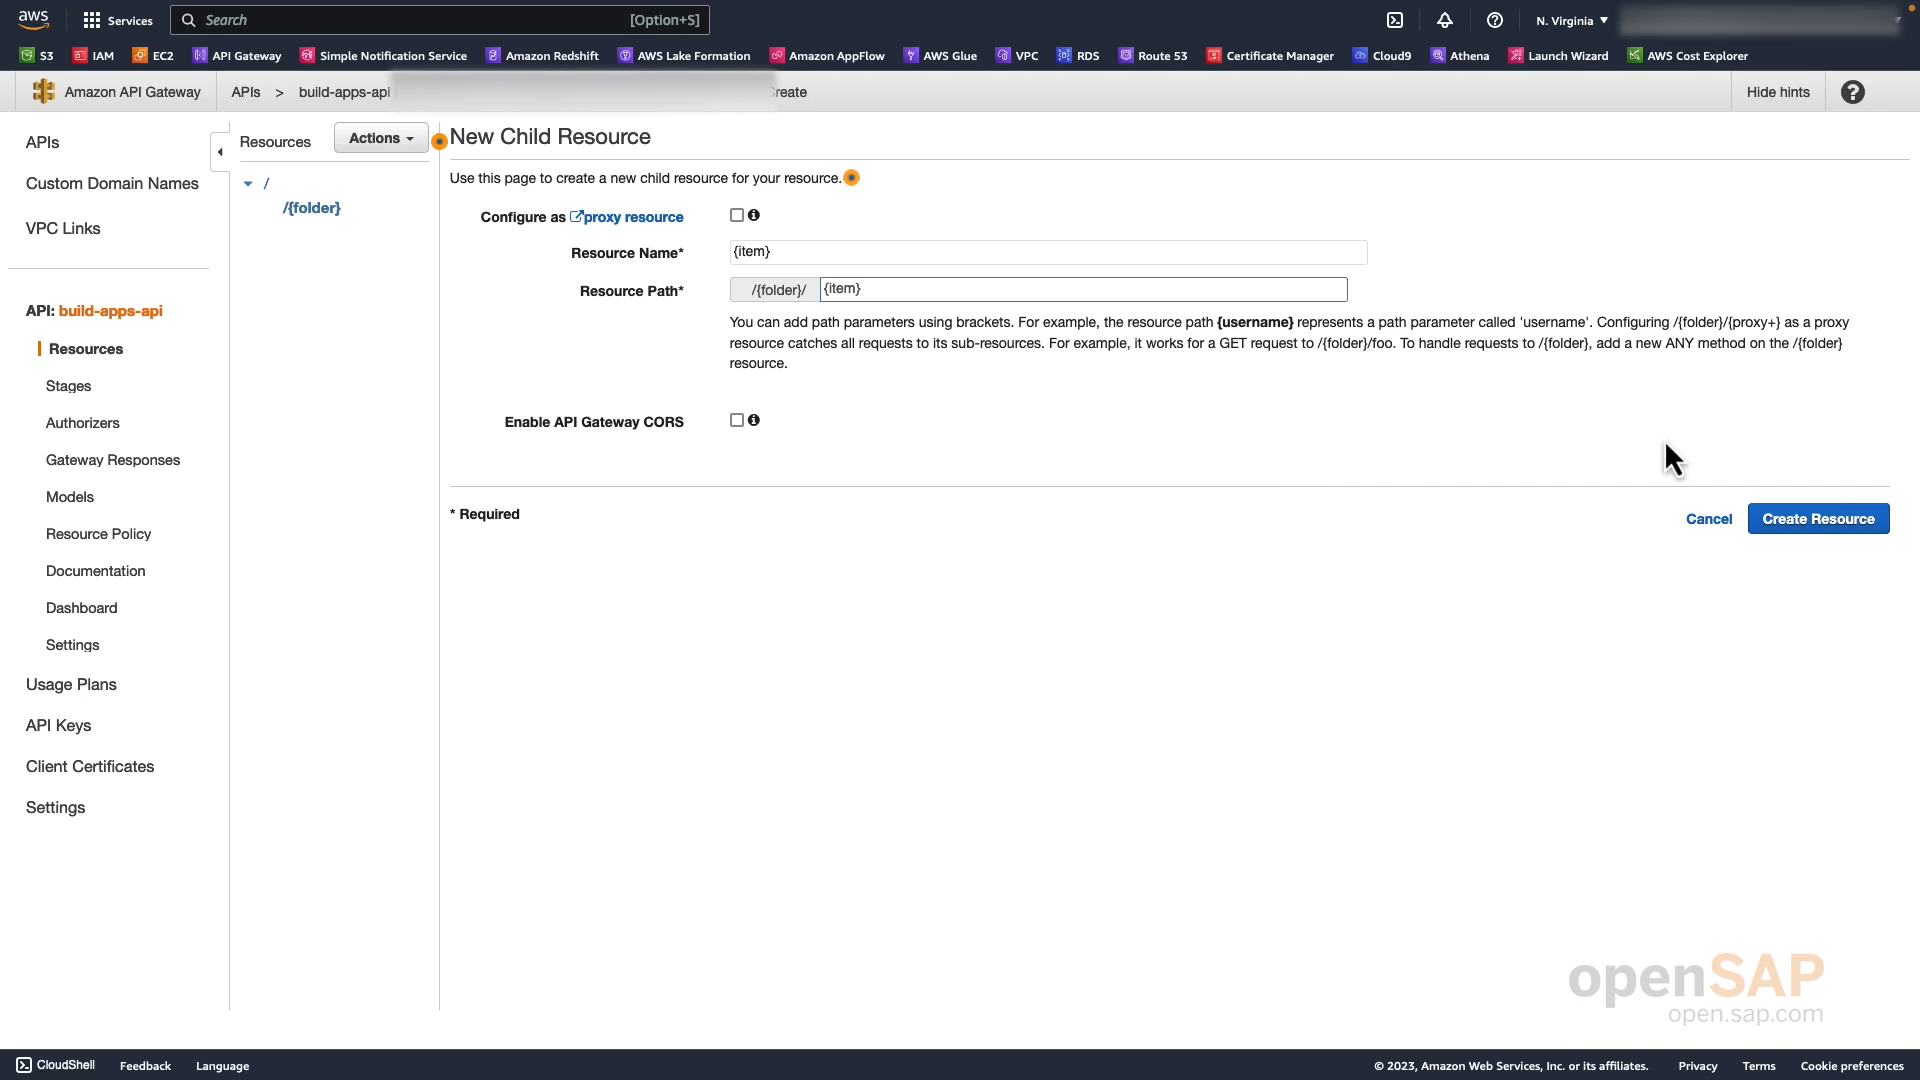 aws
Services
Search
[Option+S]
N. Virginia
S3
IAM
EC2
API Gateway
Simple Notification Service
Amazon Redshift
AWS Lake Formation
Amazon AppFlow
AWS Glue
VPC
RDS
Route 53
Certificate Manager
Cloud9
Athena
Launch Wizard
AWS Cost Explorer
Amazon API Gateway
APIs > build-apps-api
Hide hints
APIs
Custom Domain Names
VPC Links
API: build-apps-api
Resources
Stages
Authorizers
Gateway Responses
Models
Resource Policy
Documentation
Dashboard
Settings
Usage Plans
API Keys
Client Certificates
Settings
Resources
Actions
/
/{folder}
New Child Resource
Use this page to create a new child resource for your resource.
Configure as proxy resource
Resource Name*
{item}
Resource Path*
/{folder}/
{item}
You can add path parameters using brackets. For example, the resource path {username} represents a path parameter called 'username'. Configuring /{folder}/{proxy+} as a proxy
resource catches all requests to its sub-resources. For example, it works for a GET request to /{folder}/foo. To handle requests to /{folder}, add a new ANY method on the /{folder}
resource.
Enable API Gateway CORS
* Required
Cancel
Create Resource
openSAP
open.sap.com
CloudShell
Feedback
Language
© 2023, Amazon Web Services, Inc. or its affiliates.
Privacy
Terms
Cookie preferences